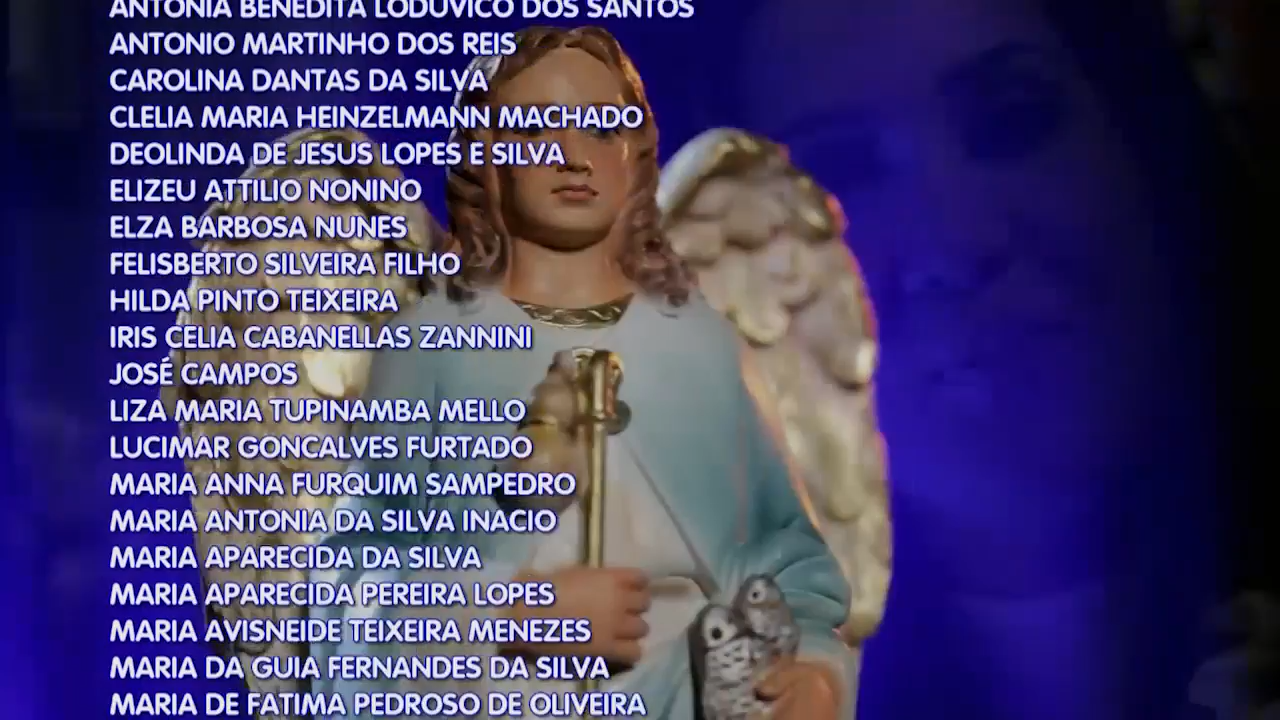 ANTONIA BENEDITA LODUVICO DOS SANTOS
ANTONIO MARTINHO DOS REIS
CAROLINA DANTAS DA SILVA
CLELIA MARIA HEINZELMANN MACHADO
DEOLINDA DE JESUS LOPES E SILVA
ELIZEU ATTILIO NONINO
ELZA BARBOSA NUNES
FELISBERTO SILVEIRA FILHO
HILDA PINTO TEIXEIRA
IRIS CELIA CABANELLAS ZANNINI
JOSÉ CAMPOS
LIZA MARIA TUPINAMBA MELLO
LUCIMAR GONCALVES FURTADO
MARIA ANNA FURQUIM SAMPEDRO
MARIA ANTONIA DA SILVA INACIO
MARIA APARECIDA DA SILVA
MARIA APARECIDA PEREIRA LOPES
MARIA AVISNEIDE TEIXEIRA MENEZES
MARIA DA GUIA FERNANDES DA SILVA
MARIA DE FATIMA PEDROSO DE OLIVEIRA